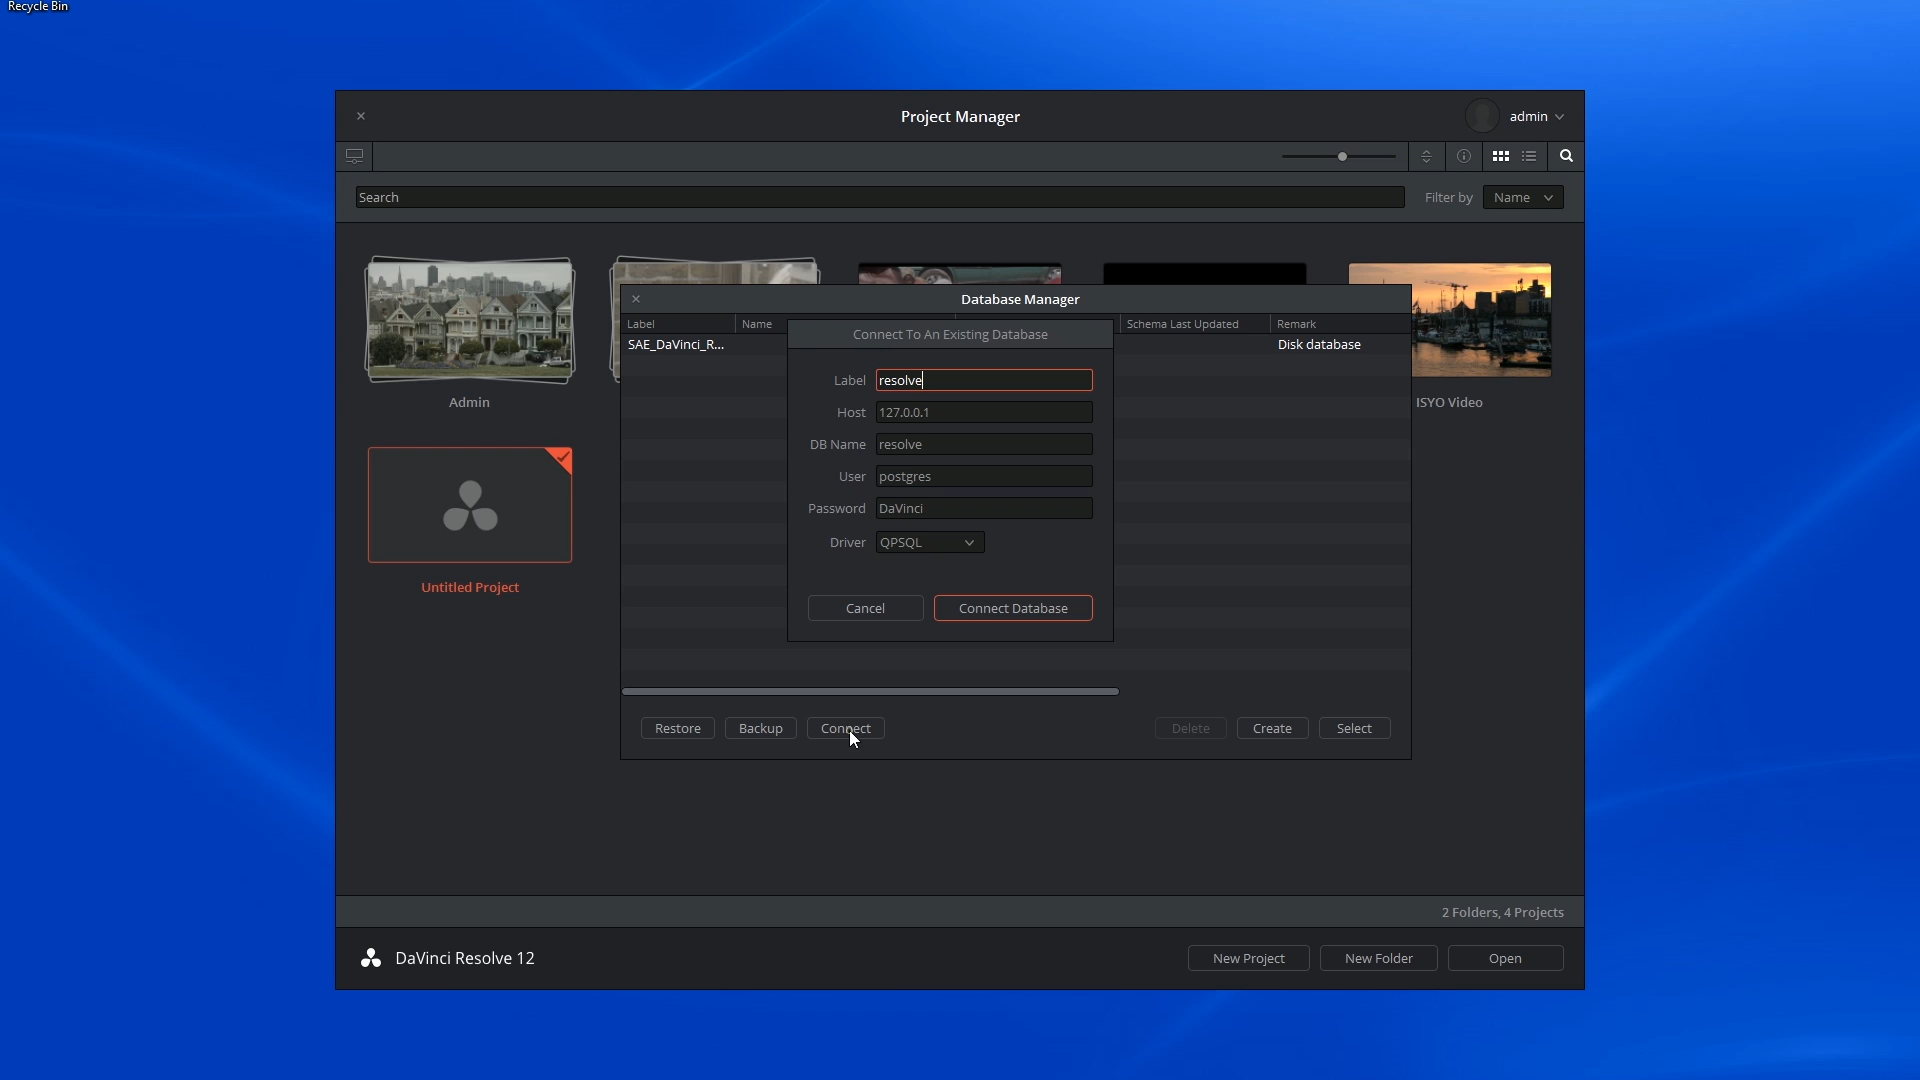 Recycle Bin
Project Manager
admin
Search
Filter by
Name
Database Manager
Label
Name
Schema Last Updated
Remark
SAE_DaVinci_R...
Disk database
Connect To An Existing Database
Label
resolve
Host
127.0.0.1
DB Name
resolve
User
postgres
Password
DaVinci
Driver
QPSQL
Cancel
Connect Database
Admin
ISYO Video
Untitled Project
Restore
Backup
Connect
Delete
Create
Select
2 Folders, 4 Projects
DaVinci Resolve 12
New Project
New Folder
Open